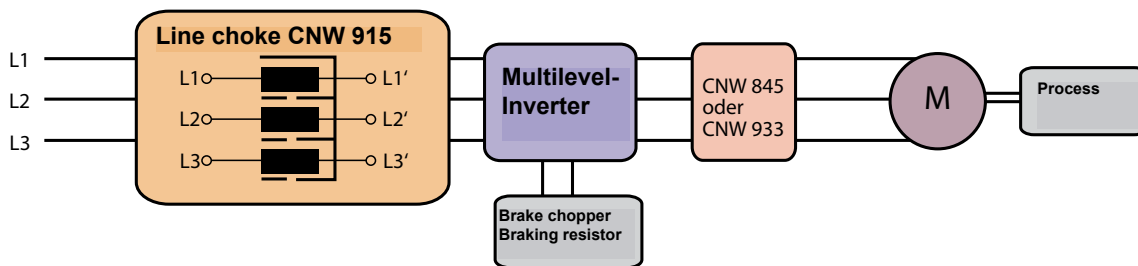 Line choke CNW 915
L1
L2
L3
L1
L1'
L2
L2'
L3
L3'
Multilevel-
Inverter
CNW 845
oder
CNW 933
M
Process
Brake chopper
Braking resistor